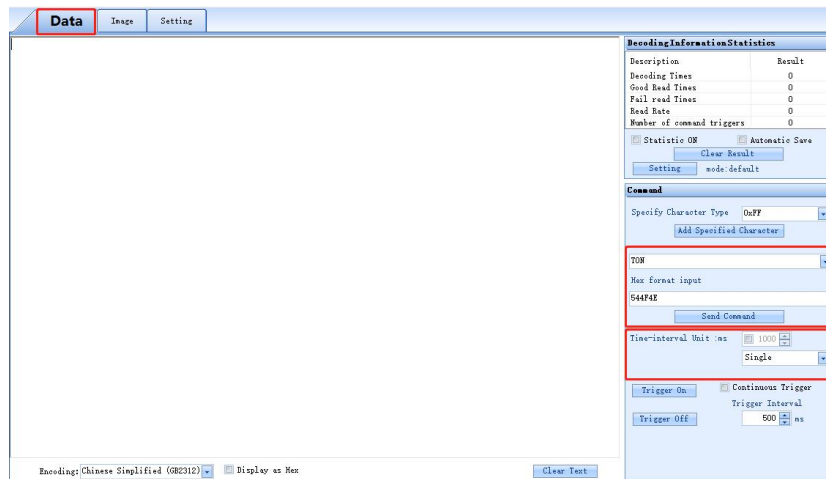 Data Image Setting
DecodingInformationStatistics
Description Result
Decoding Times 0
Good Read Times 0
Fail read Times 0
Read Rate 0
Number of command triggers 0
Statistic ON Automatic Save
Clear Result
Setting mode:default
Command
Specify Character Type 0xFF
Add Specified Character
TON
Hex format input
544F4E
Send Command
Time-interval Unit :ms 1000
Single
Trigger On Continuous Trigger
Trigger Interval
Trigger Off 500 ms
Encoding: Chinese Simplified (GB2312) Display as Hex Clear Text